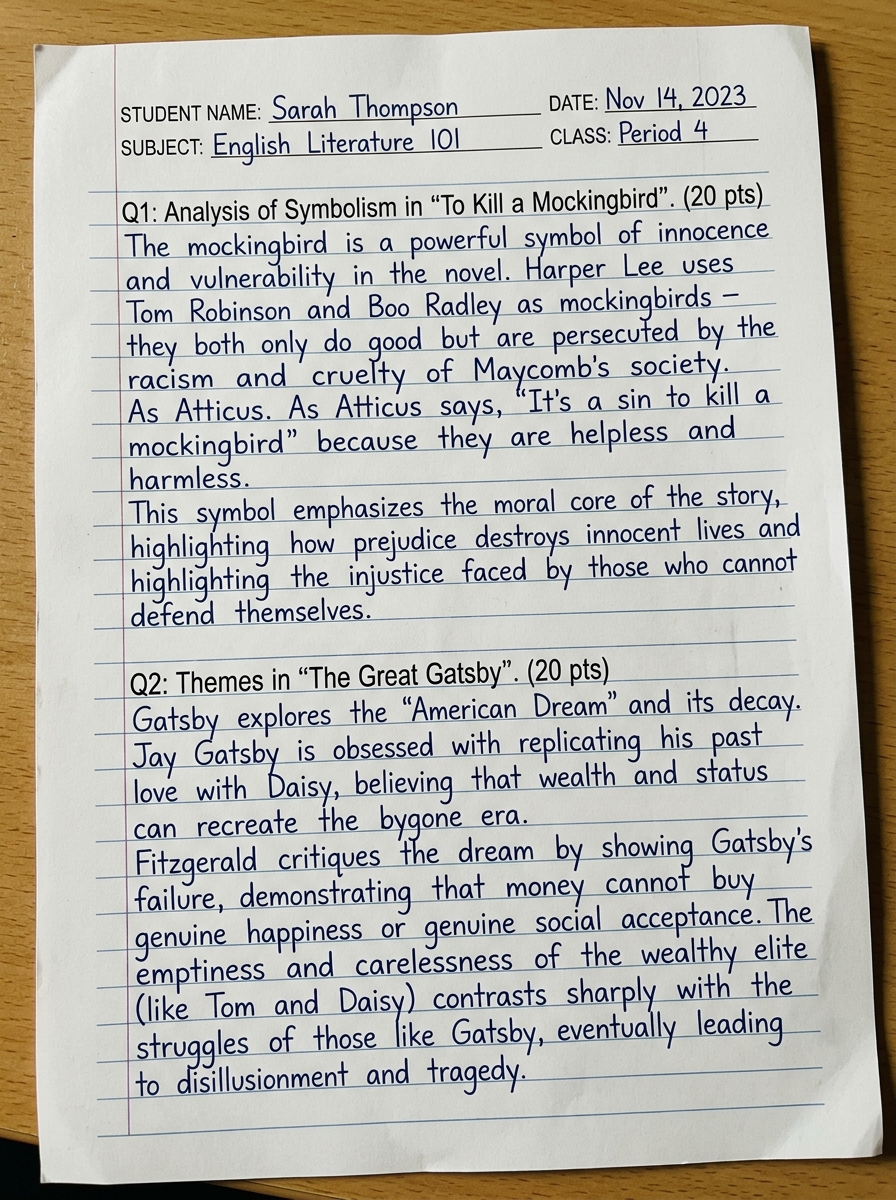 STUDENT NAME: Sarah Thompson DATE: Nov 14, 2023
SUBJECT: English Literature 101 CLASS: Period 4
Q1: Analysis of Symbolism in “To Kill a Mockingbird”. (20 pts)
The mockingbird is a powerful symbol of innocence
and vulnerability in the novel. Harper Lee uses
Tom Robinson and Boo Radley as mockingbirds –
they both only do good but are persecuted by the
racism and cruelty of Maycomb's society.
As Atticus. As Atticus says, “It's a sin to kill a
mockingbird” because they are helpless and
harmless.
This symbol emphasizes the moral core of the story,
highlighting how prejudice destroys innocent lives and
highlighting the injustice faced by those who cannot
defend themselves.
Q2: Themes in “The Great Gatsby”. (20 pts)
Gatsby explores the “American Dream” and its decay.
Jay Gatsby is obsessed with replicating his past
love with Daisy, believing that wealth and status
can recreate the bygone era.
Fitzgerald critiques the dream by showing Gatsby's
failure, demonstrating that money cannot buy
genuine happiness or genuine social acceptance. The
emptiness and carelessness of the wealthy elite
(like Tom and Daisy) contrasts sharply with the
struggles of those like Gatsby, eventually leading
to disillusionment and tragedy.